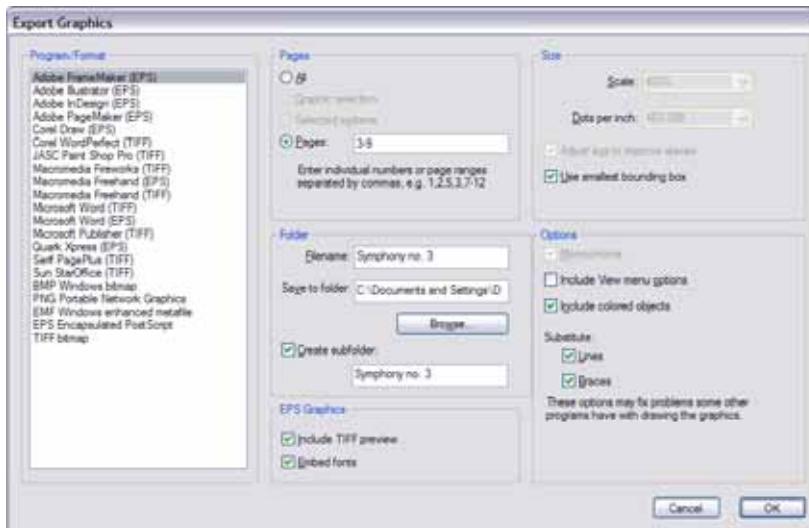 Export Graphics
Program/Format
Adobe FrameMaker (EPS)
Adobe Illustrator (EPS)
Adobe InDesign (EPS)
Adobe PageMaker (EPS)
Corel Draw (EPS)
Corel WordPerfect (TIFF)
JASC Paint Shop Pro (TIFF)
Macromedia Fireworks (TIFF)
Macromedia Freehand (EPS)
Macromedia Freehand (TIFF)
Microsoft Word (TIFF)
Microsoft Word (EPS)
Microsoft Publisher (TIFF)
Quark Xpress (EPS)
Serif PagePlus (TIFF)
Sun StarOffice (TIFF)
BMP Windows bitmap
PNG Portable Network Graphics
EMF Windows enhanced metafile
EPS Encapsulated PostScript
TIFF bitmap
Pages
All
Graphic selection
Selected systems
Pages: 3-9
Enter individual numbers or page ranges
separated by commas, e.g. 1,2,5,3,7-12
Folder
Filename: Symphony no. 3
Save to folder: C:\Documents and Settings\D
Browse...
Create subfolder:
Symphony no. 3
EPS Graphics
Include TIFF preview
Embed fonts
Size
Scale:
Dots per inch:
Use smallest bounding box
Options
Monochrome
Include View menu options
Include colored objects
Substitute:
Lines
Braces
These options may fix problems some other
programs have with drawing the graphics.
Cancel
OK